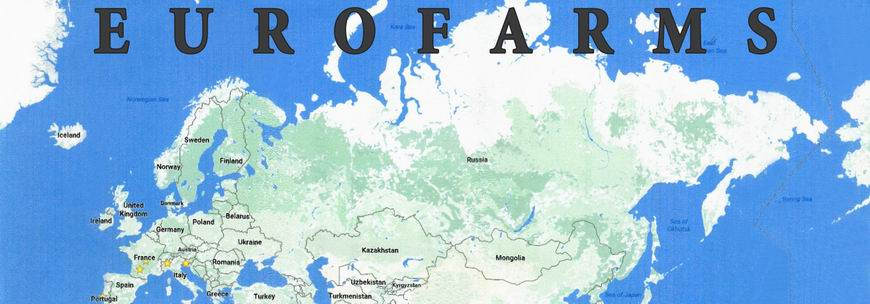 EUROFARMS
Kara Sea
Norwegian Sea
Iceland
Sweden
Finland
Norway
Russia
Denmark
United
Kingdom
Ireland
Belarus
Poland
Germany
Ukraine
Bering Sea
Sea of
Okhotsk
Austria
France
Italy
Romania
Kazakhstan
Mongolia
Spain
Portugal
Greece
Turkey
Uzbekistan
Kyrgyzstan
Turkmenistan
Sea of Japan